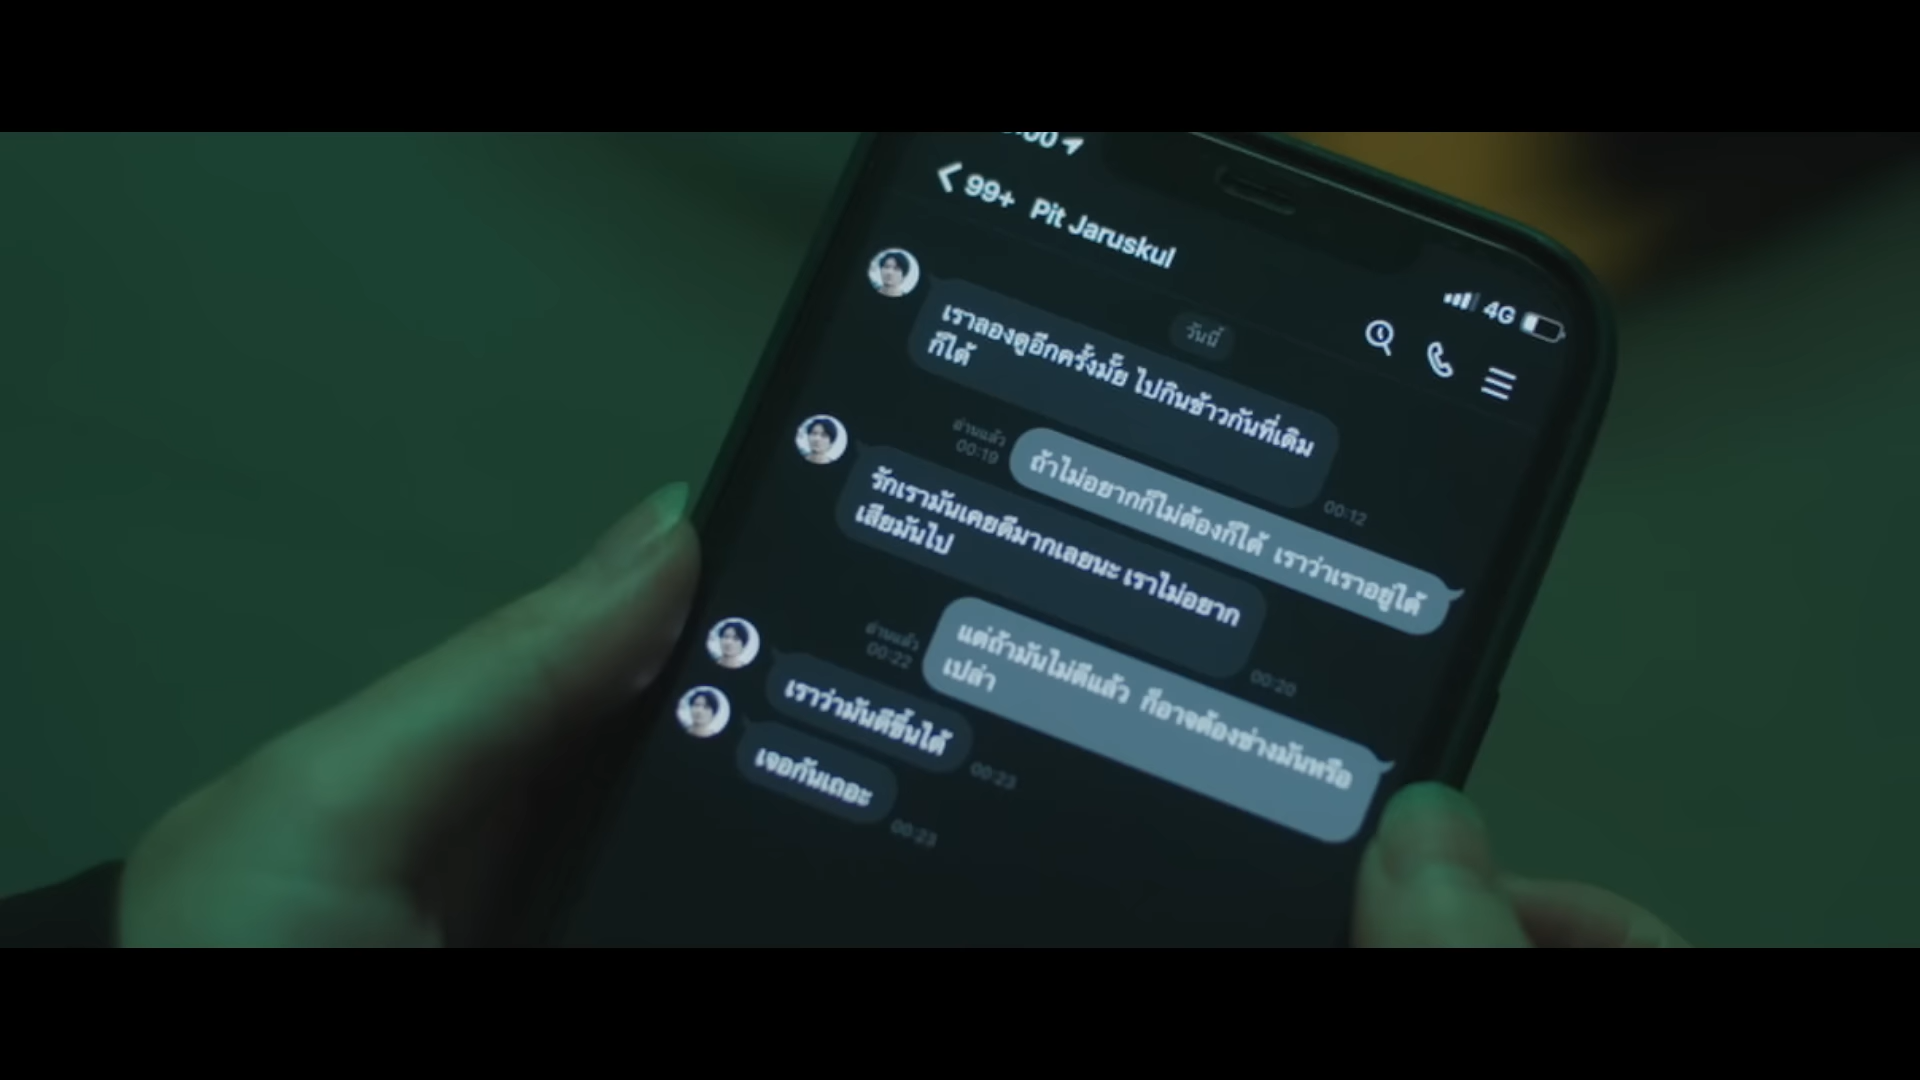 99+ Pit Jaruskul
4G
วันนี้
เราลองดูอีกครั้งมั้ย ไปกินข้าวกันที่เดิม
ก็ได้
00:12
อ่านแล้ว
00:19
ถ้าไม่อยากก็ไม่ต้องก็ได้ เราว่าเราอยู่ได้
รักเรามันเคยดีมากเลยนะ เราไม่อยาก
เสียมันไป
00:20
อ่านแล้ว
00:22
แต่ถ้ามันไม่ดีแล้ว ก็อาจต้องช่างมันหรือ
เปล่า
เราว่ามันดีขึ้นได้
00:23
เจอกันเถอะ
00:23